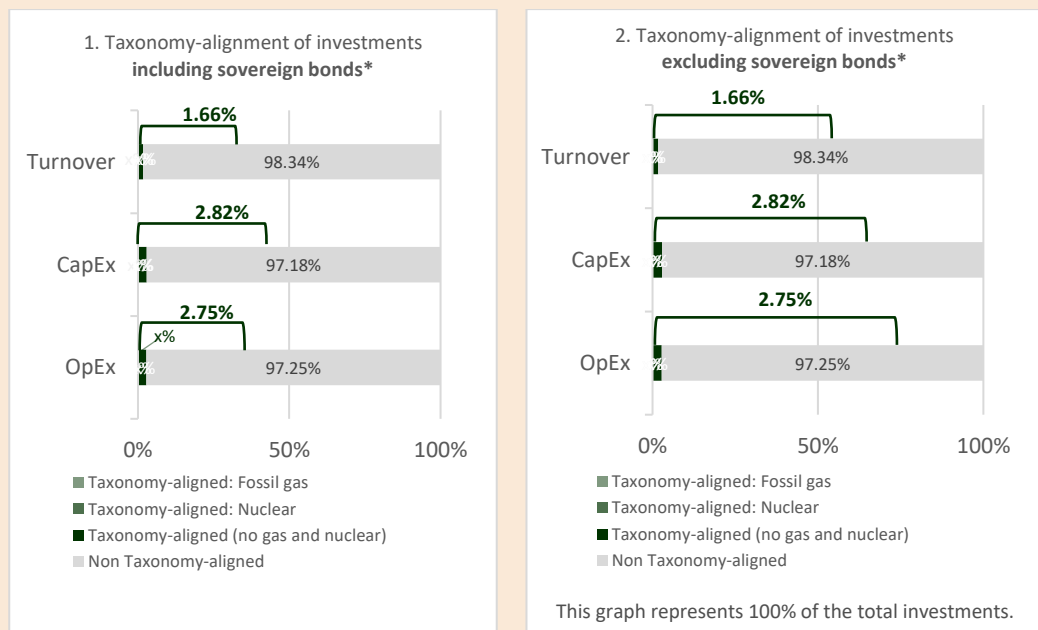 1. Taxonomy-alignment of investments
including sovereign bonds*
1.66%
Turnover
98.34%
2.82%
CapEx
97.18%
2.75%
x%
OpEx
97.25%
0%
50%
100%
Taxonomy-aligned: Fossil gas
Taxonomy-aligned: Nuclear
Taxonomy-aligned (no gas and nuclear)
Non Taxonomy-aligned
2. Taxonomy-alignment of investments
excluding sovereign bonds*
1.66%
Turnover
98.34%
2.82%
CapEx
97.18%
2.75%
OpEx
97.25%
0%
50%
100%
Taxonomy-aligned: Fossil gas
Taxonomy-aligned: Nuclear
Taxonomy-aligned (no gas and nuclear)
Non Taxonomy-aligned
This graph represents 100% of the total investments.